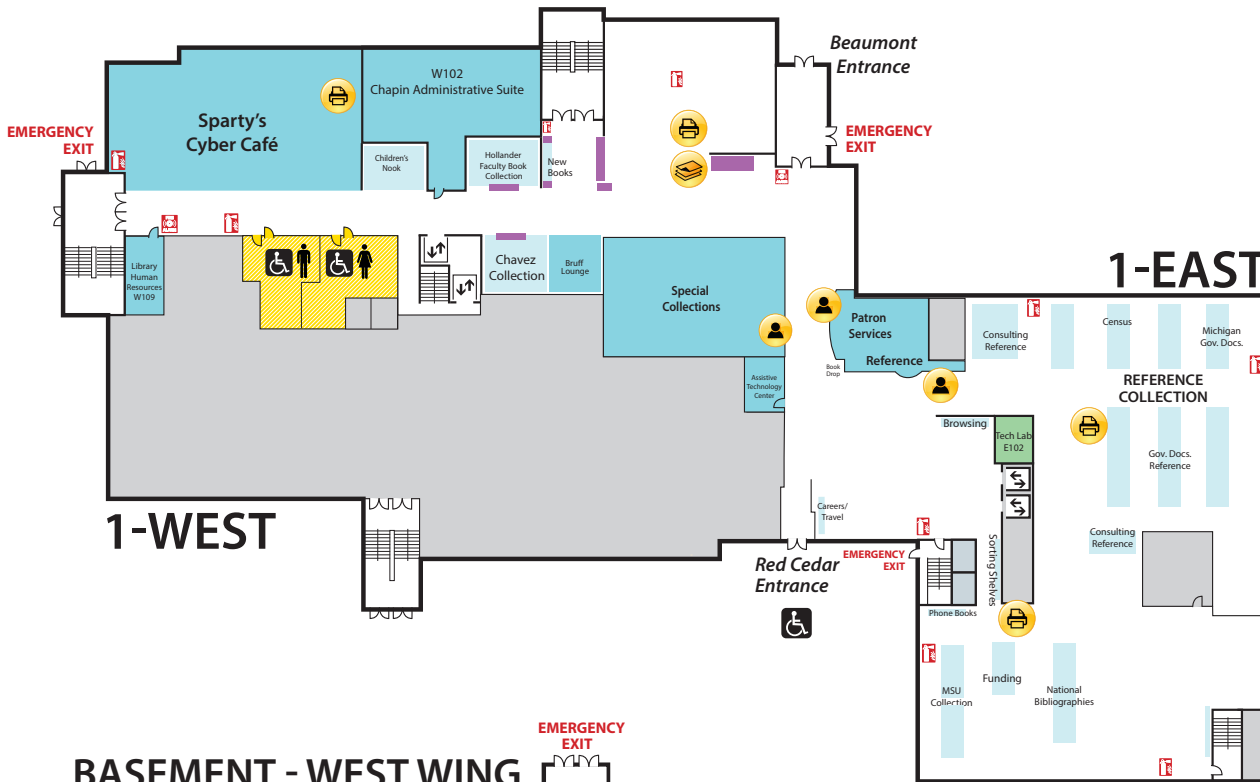 Beaumont
Entrance
W102
Chapin Administrative Suite
Sparty's
Cyber Café
EMERGENCY
EXIT
EMERGENCY
EXIT
Children's
Nook
Hollander
Faculty Book
Collection
New
Books
Library
Human
Resources
W109
Chavez
Collection
Bruff
Lounge
Special
Collections
1-EAST
Patron
Services
Reference
Book
Drop
Consulting
Reference
Census
Michigan
Gov. Docs.
REFERENCE
COLLECTION
Assistive
Technology
Center
Browsing
Tech Lab
E102
Gov. Docs.
Reference
1-WEST
Careers/
Travel
Consulting
Reference
Red Cedar
Entrance
EMERGENCY
EXIT
Sorting Shelves
Phone Books
MSU
Collection
Funding
National
Bibliographies
EMERGENCY
EXIT
BASEMENT - WEST WING